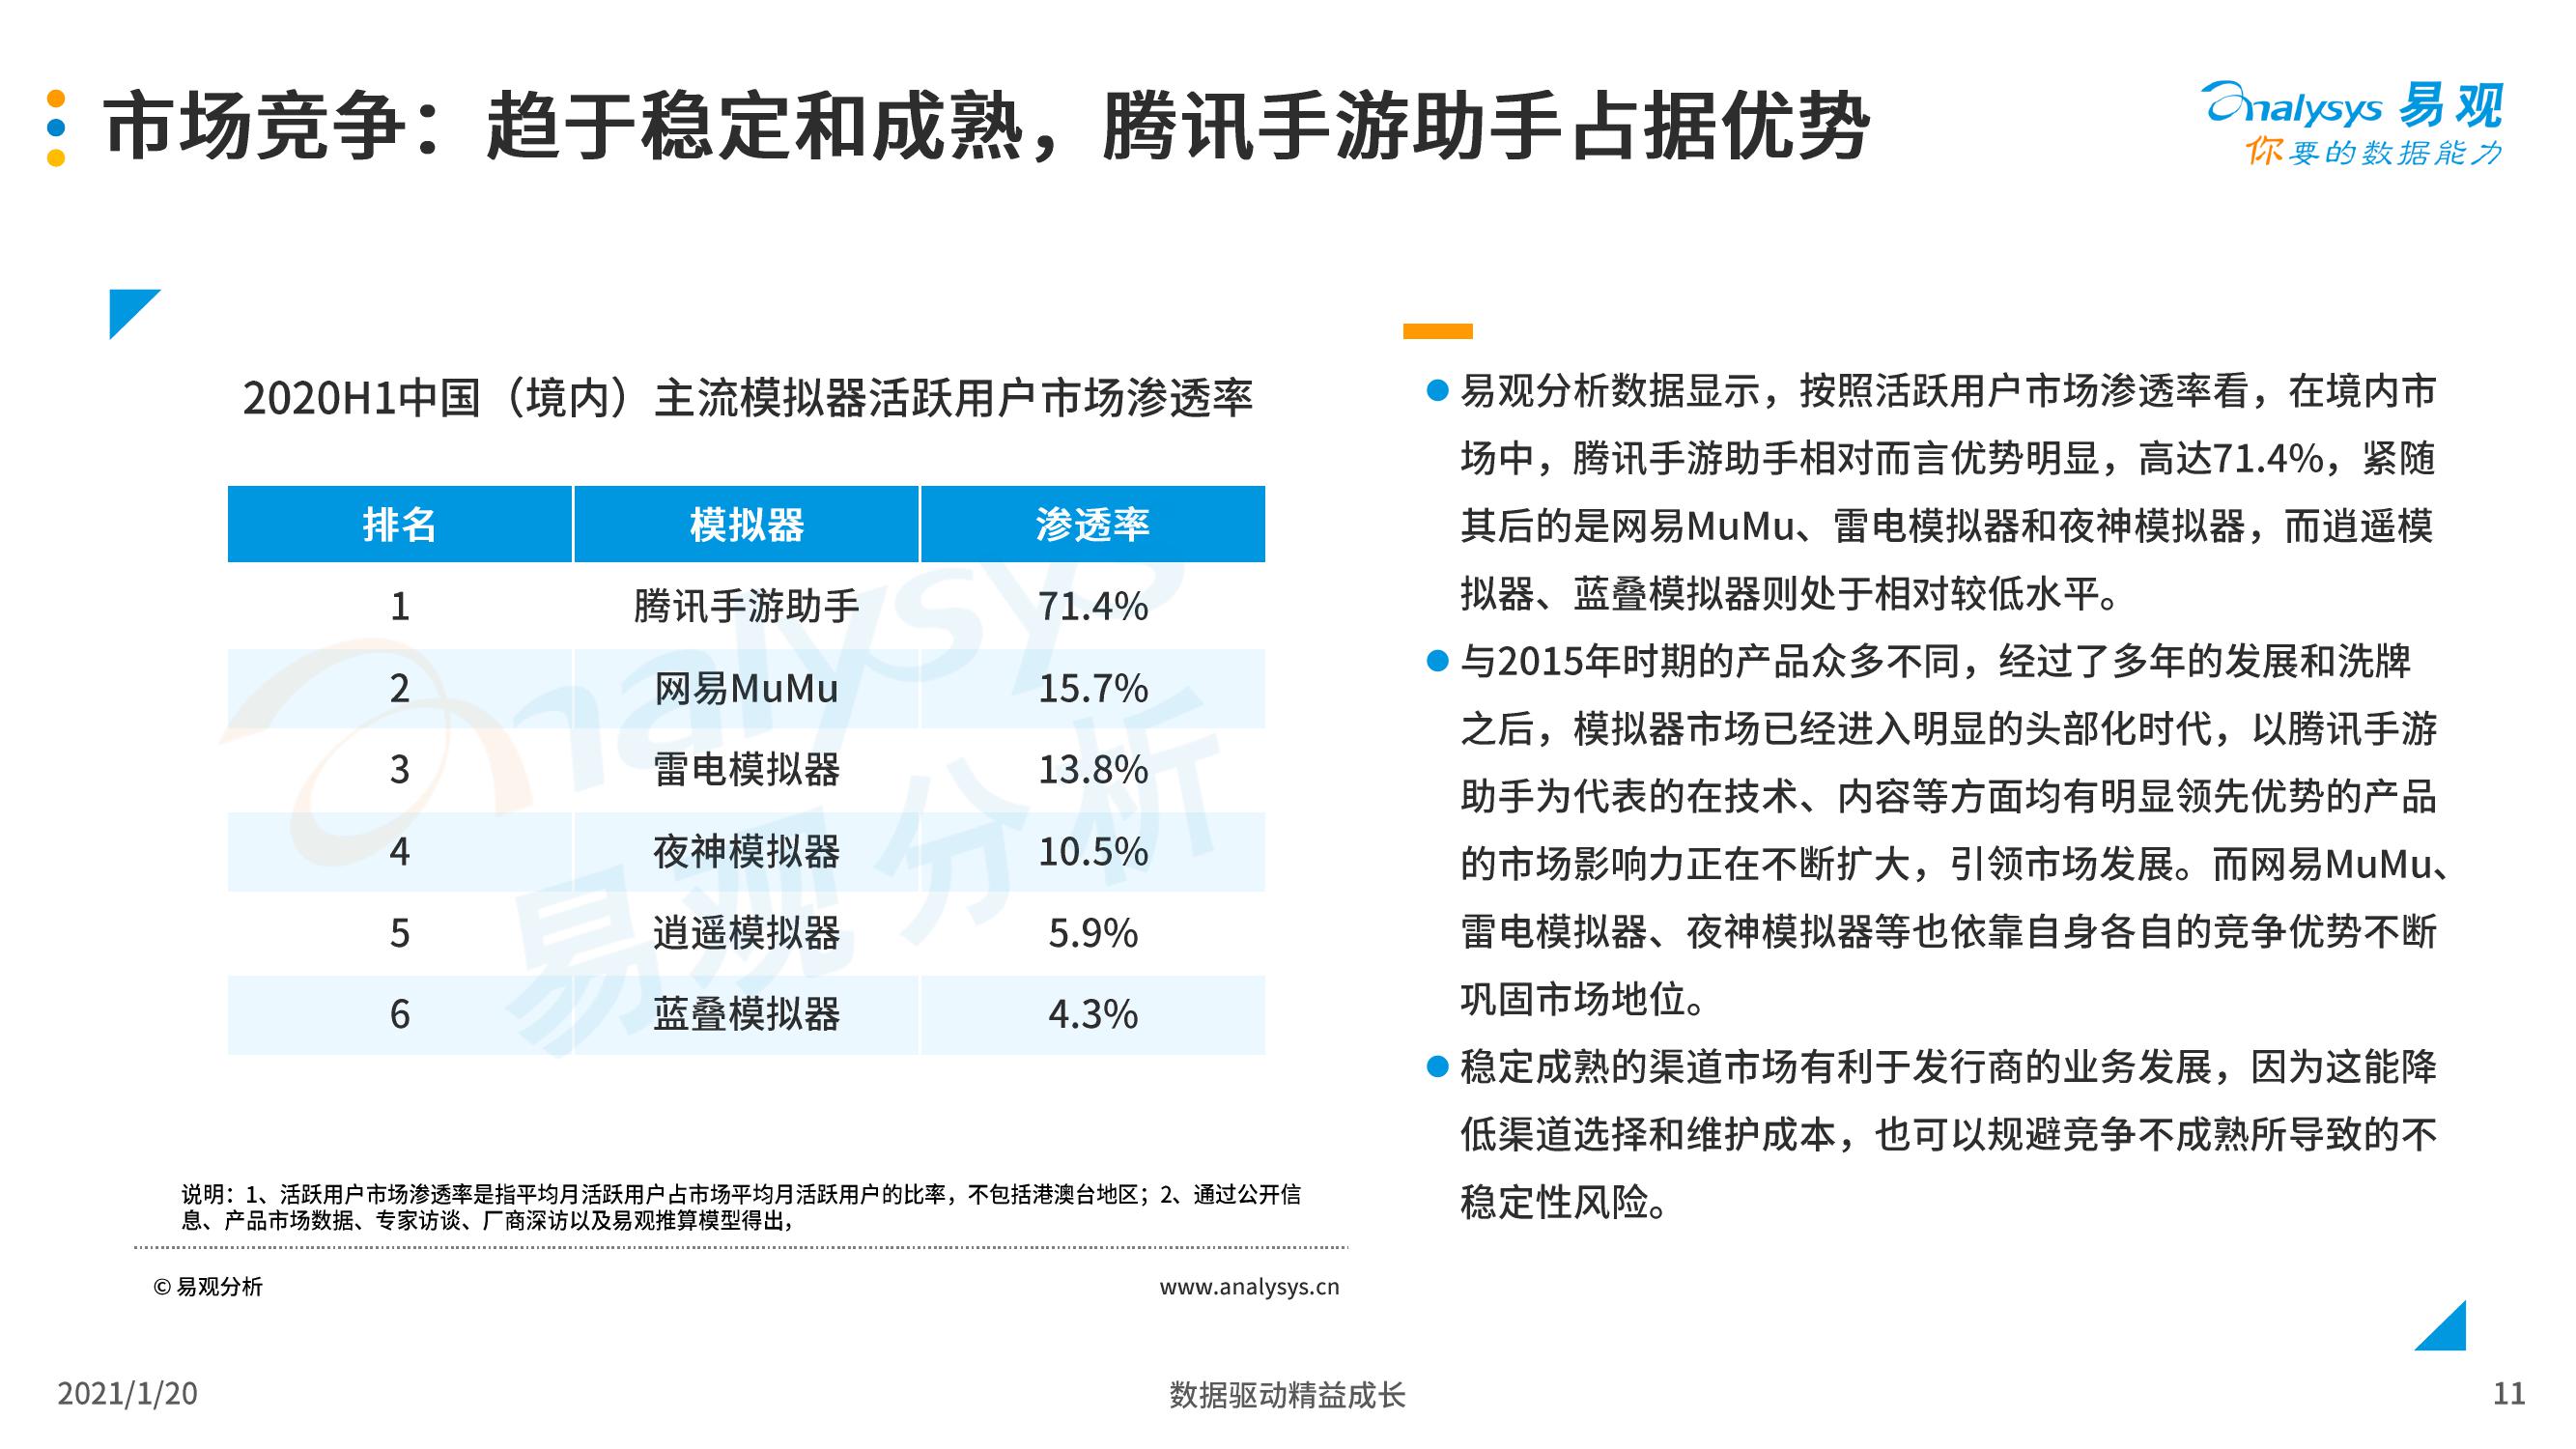 市场竞争：趋于稳定和成熟，腾讯手游助手占据优势
analysys 易观
你要的数据能力
2020H1中国（境内）主流模拟器活跃用户市场渗透率
排名 模拟器 渗透率
1 腾讯手游助手 71.4%
2 网易MuMu 15.7%
3 雷电模拟器 13.8%
4 夜神模拟器 10.5%
5 逍遥模拟器 5.9%
6 蓝叠模拟器 4.3%
analysys
易观分析
说明：1、活跃用户市场渗透率是指平均月活跃用户占市场平均月活跃用户的比率，不包括港澳台地区；2、通过公开信
息、产品市场数据、专家访谈、厂商深访以及易观推算模型得出，
© 易观分析 www.analysys.cn
易观分析数据显示，按照活跃用户市场渗透率看，在境内市
场中，腾讯手游助手相对而言优势明显，高达71.4%，紧随
其后的是网易MuMu、雷电模拟器和夜神模拟器，而逍遥模
拟器、蓝叠模拟器则处于相对较低水平。
与2015年时期的产品众多不同，经过了多年的发展和洗牌
之后，模拟器市场已经进入明显的头部化时代，以腾讯手游
助手为代表的在技术、内容等方面均有明显领先优势的产品
的市场影响力正在不断扩大，引领市场发展。而网易MuMu、
雷电模拟器、夜神模拟器等也依靠自身各自的竞争优势不断
巩固市场地位。
稳定成熟的渠道市场有利于发行商的业务发展，因为这能降
低渠道选择和维护成本，也可以规避竞争不成熟所导致的不
稳定性风险。
2021/1/20 数据驱动精益成长 11